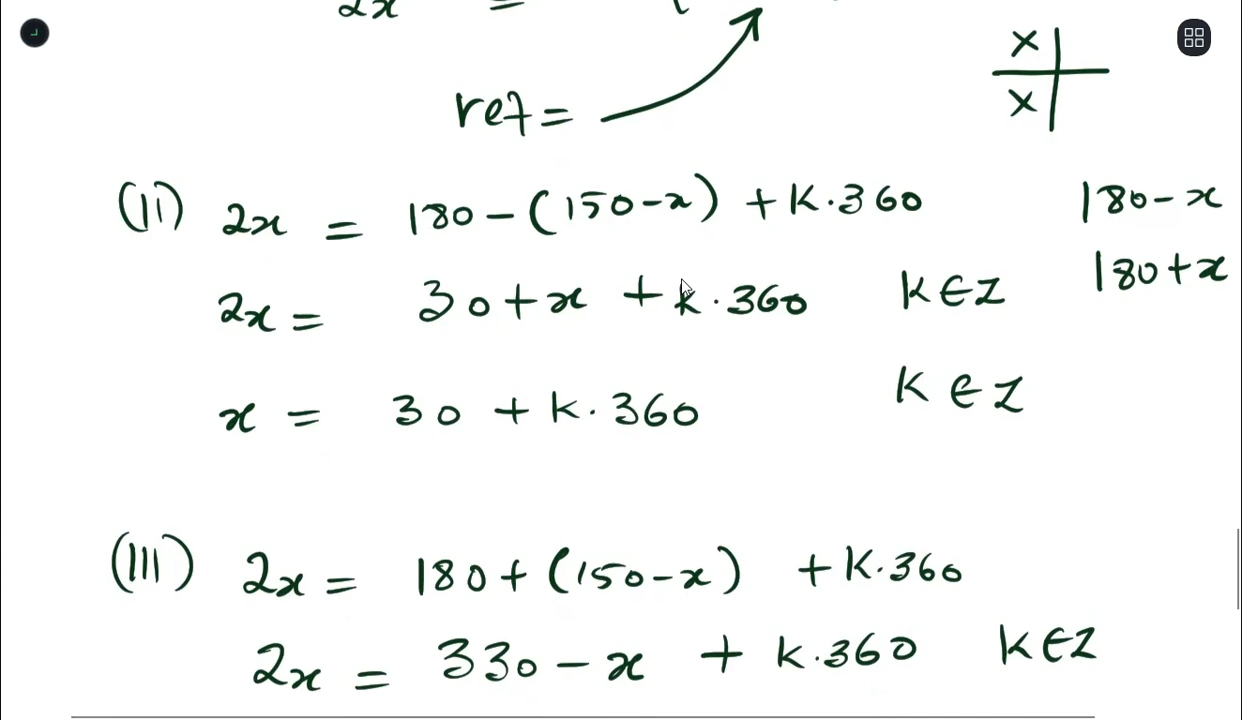 2x =
ref =
(II) 2x = 180 - (150 - x) + K.360
180 - x
2x = 30 + x + k.360 K ∈ Z
180 + x
x = 30 + k.360 K ∈ Z
(III) 2x = 180 + (150 - x) + K.360
2x = 330 - x + k.360 K ∈ Z